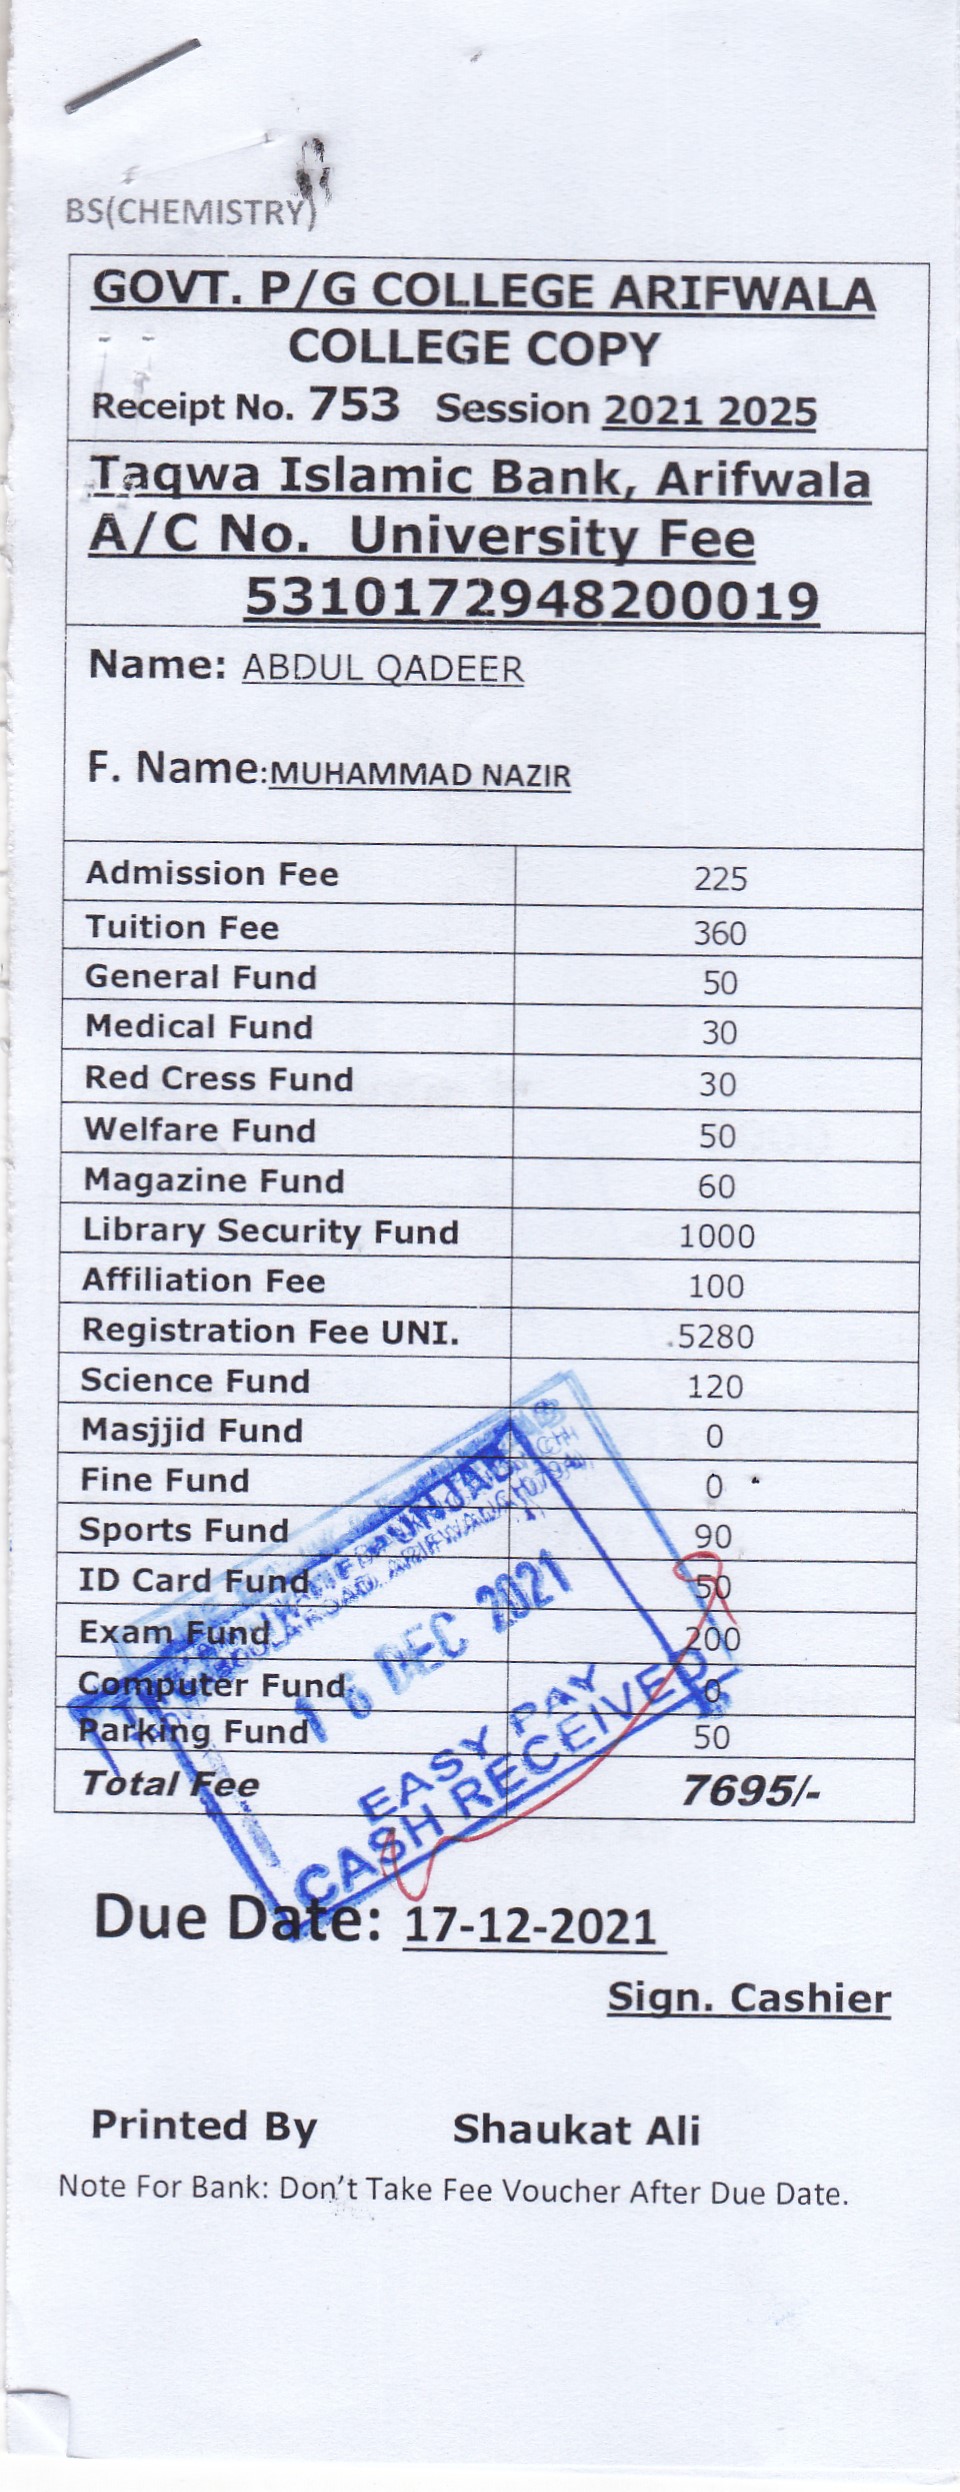 BS(CHEMISTRY)
GOVT. P/G COLLEGE ARIFWALA
COLLEGE COPY
Receipt No. 753 Session 2021 2025
Taqwa Islamic Bank, Arifwala
A/C No. University Fee
5310172948200019
Name: ABDUL QADEER
F. Name:MUHAMMAD NAZIR
Admission Fee 225
Tuition Fee 360
General Fund 50
Medical Fund 30
Red Cress Fund 30
Welfare Fund 50
Magazine Fund 60
Library Security Fund 1000
Affiliation Fee 100
Registration Fee UNI. 5280
Science Fund 120
Masjjid Fund 0
Fine Fund 0
Sports Fund 90
ID Card Fund 50
Exam Fund 200
Computer Fund 0
Parking Fund 50
Total Fee 7695/-
PUNJAB
16 DEC 2021
EASY PAY
CASH RECEIVED
Due Date: 17-12-2021
Sign. Cashier
Printed By Shaukat Ali
Note For Bank: Don't Take Fee Voucher After Due Date.